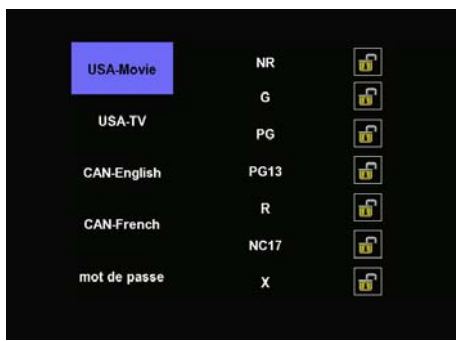 USA-Movie
USA-TV
CAN-English
CAN-French
mot de passe
NR
G
PG
PG13
R
NC17
X